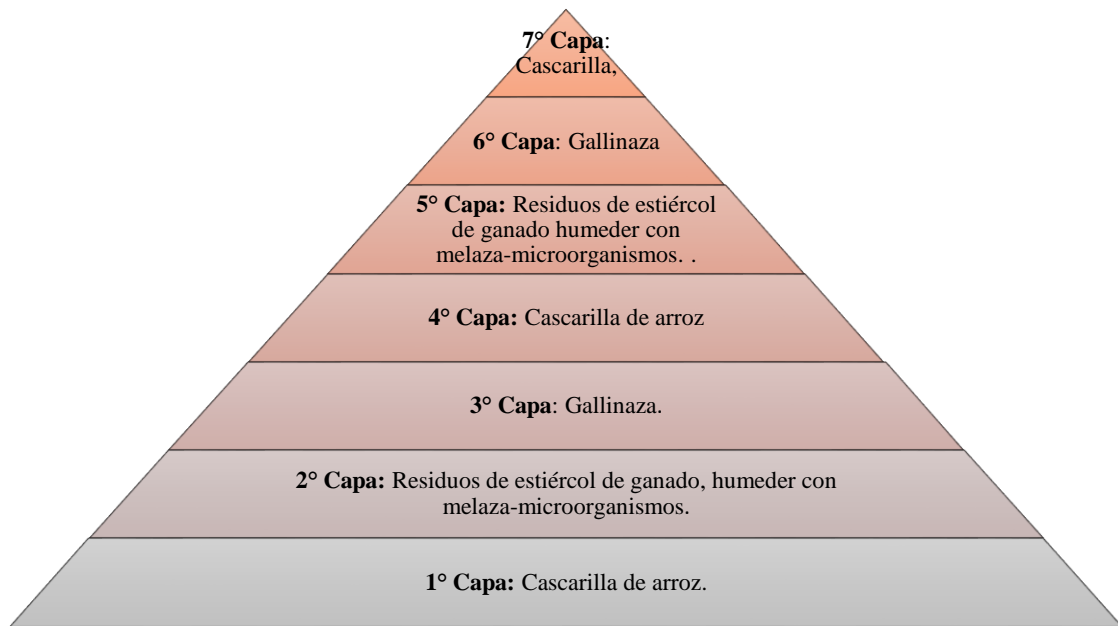 7° Capa:
Cascarilla,
6° Capa: Gallinaza
5° Capa: Residuos de estiércol
de ganado humeder con
melaza-microorganismos. .
4° Capa: Cascarilla de arroz
3° Capa: Gallinaza.
2° Capa: Residuos de estiércol de ganado, humeder con
melaza-microorganismos.
1° Capa: Cascarilla de arroz.